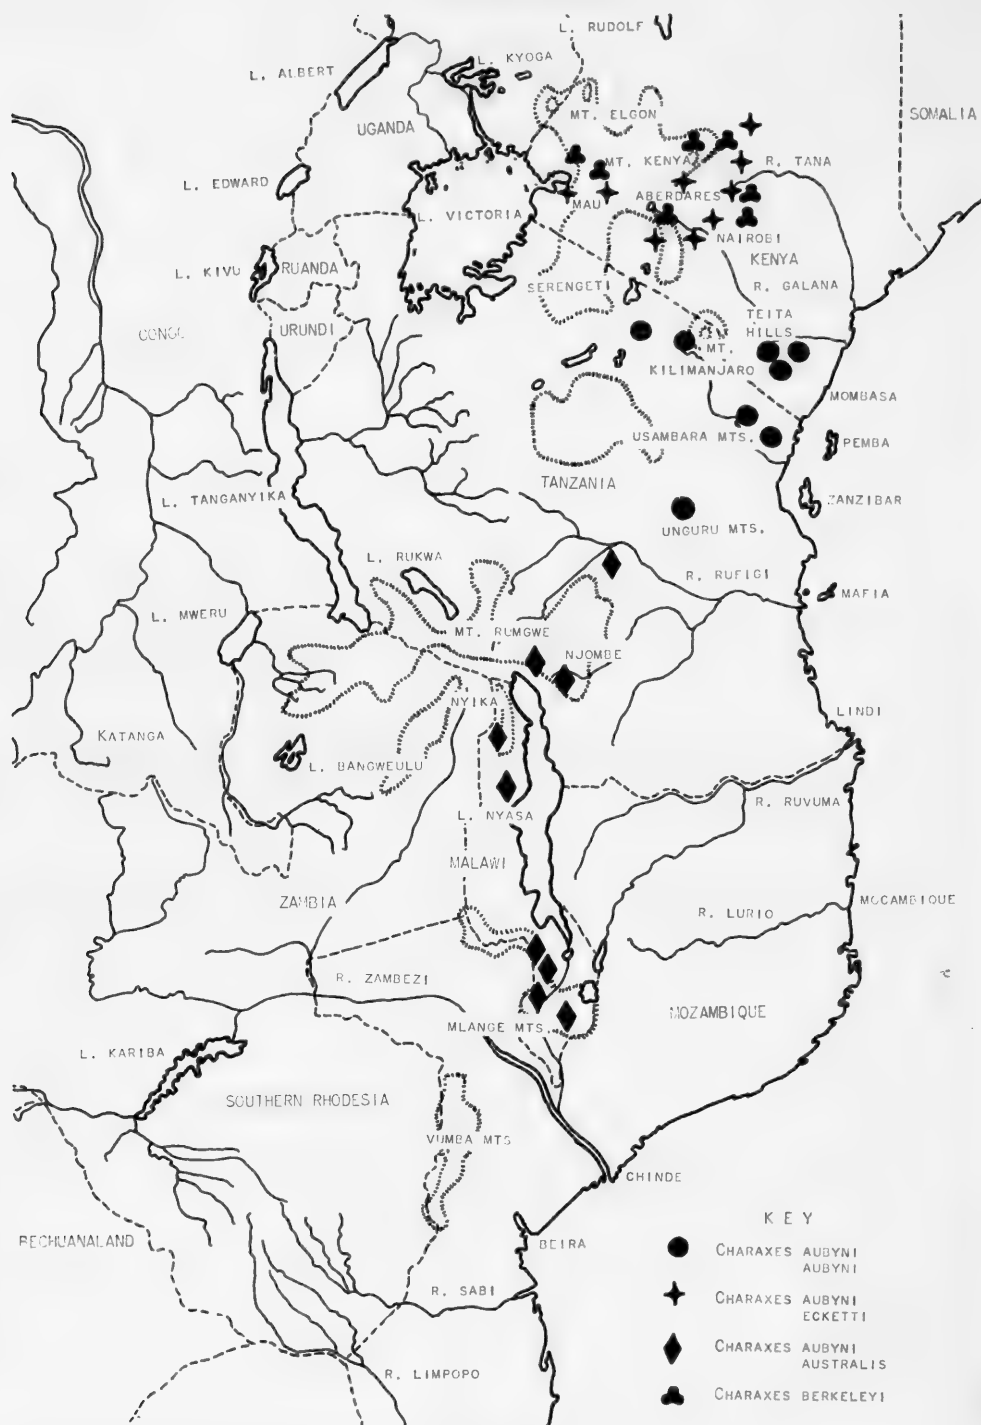 L. RUDOLF
L. KYOGA
L. ALBERT
MT. ELGON
SOMALIA
UGANDA
MT. KENYA
R. TANA
L. EDWARD
ABERDARES
MAU
L. VICTORIA
NAIROBI
KENYA
L. KIVU
RUANDA
SERENGETI
R. GALANA
URUNDI
TEITA
HILLS
MT.
KILIMANJARO
MOMBASA
USAMBARA MTS.
PEMBA
TANZANIA
L. TANGANYIKA
ZANZIBAR
UNGURU MTS.
L. RUKWA
R. RUFIGI
MAFIA
L. MWERU
MT. RUMGWE
NJOMBE
NYIKA
LINDI
KATANGA
L. BANGWEULU
R. RUVUMA
L. NYASA
MALAWI
ZAMBIA
MOCAMBIQUE
R. LURIO
R. ZAMBEZI
MOZAMBIQUE
MLANGE MTS.
L. KARIBA
SOUTHERN RHODESIA
VUMBA MTS
CHINDE
KEY
BECHUANALAND
BEIRA
CHARAXES AUBYNI
AUBYNI
R. SABI
CHARAXES AUBYNI
ECKETTI
CHARAXES AUBYNI
AUSTRALIS
R. LIMPOPO
CHARAXES BERKELEYI